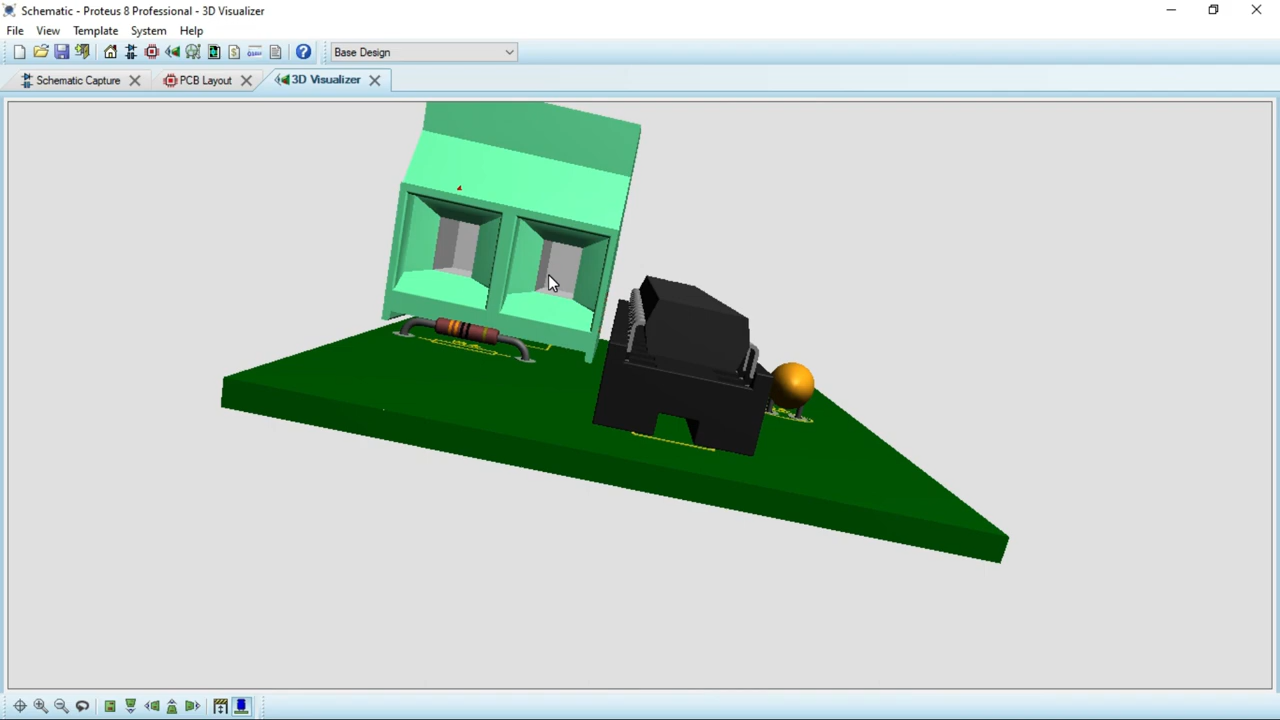 Schematic - Proteus 8 Professional - 3D Visualizer
File View Template System Help
Base Design
Schematic Capture PCB Layout 3D Visualizer